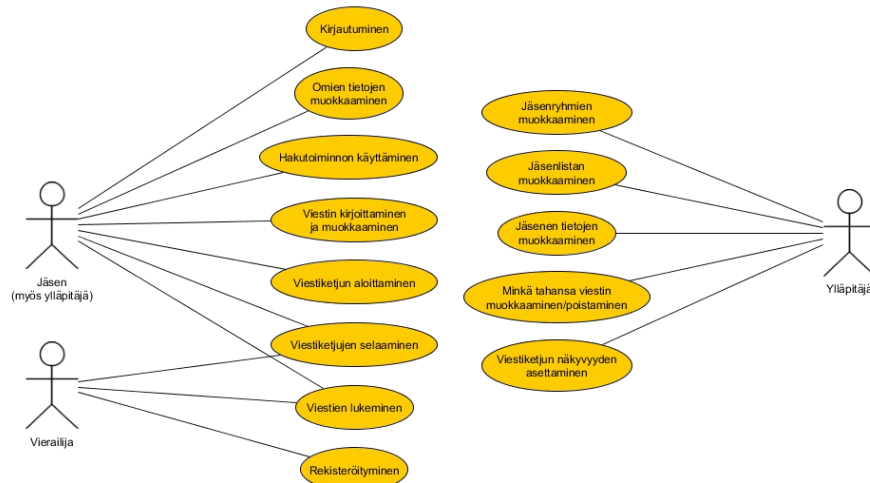 Kirjautuminen
Omien tietojen
muokkaaminen
Hakutoiminnon käyttäminen
Viestin kirjoittaminen
ja muokkaaminen
Viestiketjun aloittaminen
Viestiketjujen selaaminen
Viestien lukeminen
Rekisteröityminen
Jäsen
(myös ylläpitäjä)
Vierailija
Jäsenryhmien
muokkaaminen
Jäsenlistan
muokkaaminen
Jäsenen tietojen
muokkaaminen
Minkä tahansa viestin
muokkaaminen/poistaminen
Viestiketjun näkyvyyden
asettaminen
Ylläpitäjä